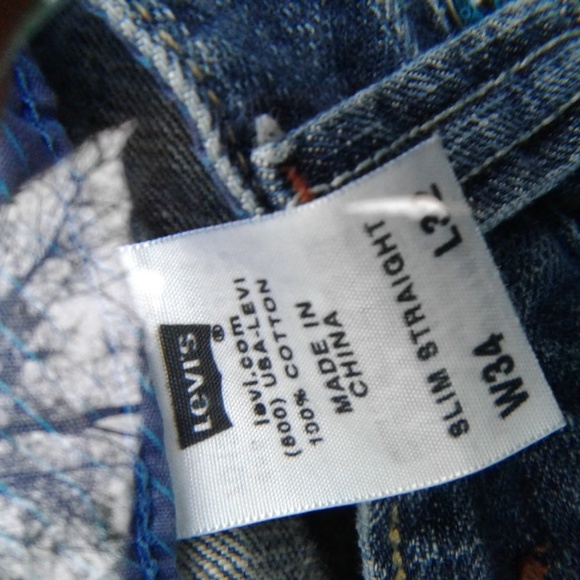 LEVI'S®
levi.com
(800) USA-LEVI
100% COTTON
MADE IN
CHINA
SLIM STRAIGHT
W34 L32